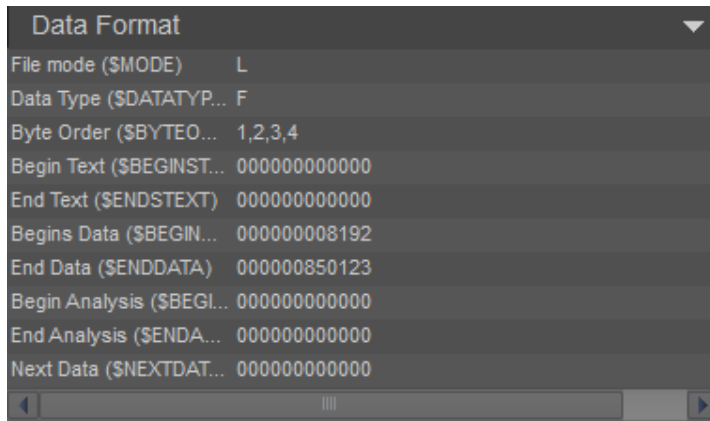 Data Format
File mode ($MODE) L
Data Type ($DATATYP... F
Byte Order ($BYTEO... 1,2,3,4
Begin Text ($BEGINST... 000000000000
End Text ($ENDSTEXT) 000000000000
Begins Data ($BEGIN... 000000008192
End Data ($ENDDATA) 000000850123
Begin Analysis ($BEGI... 000000000000
End Analysis ($ENDA... 000000000000
Next Data ($NEXTDAT... 000000000000